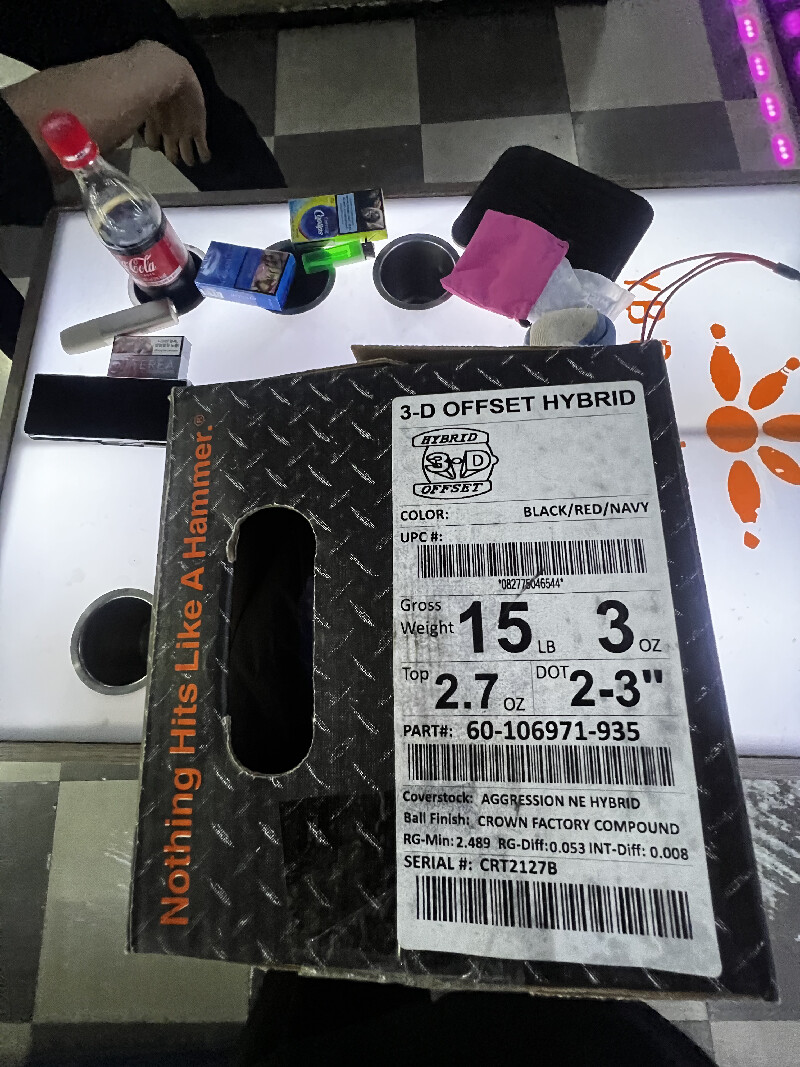 Coca-Cola
3-D OFFSET HYBRID
HYBRID
3-D
OFFSET
COLOR: BLACK/RED/NAVY
UPC #:
*082775046544*
Gross Weight 15 LB 3 OZ
Top 2.7 OZ DOT 2-3"
PART#: 60-106971-935
Coverstock: AGGRESSION NE HYBRID
Ball Finish: CROWN FACTORY COMPOUND
RG-Min: 2.489 RG-Diff:0.053 INT-Diff: 0.008
SERIAL #: CRT2127B
Nothing Hits Like A Hammer.®